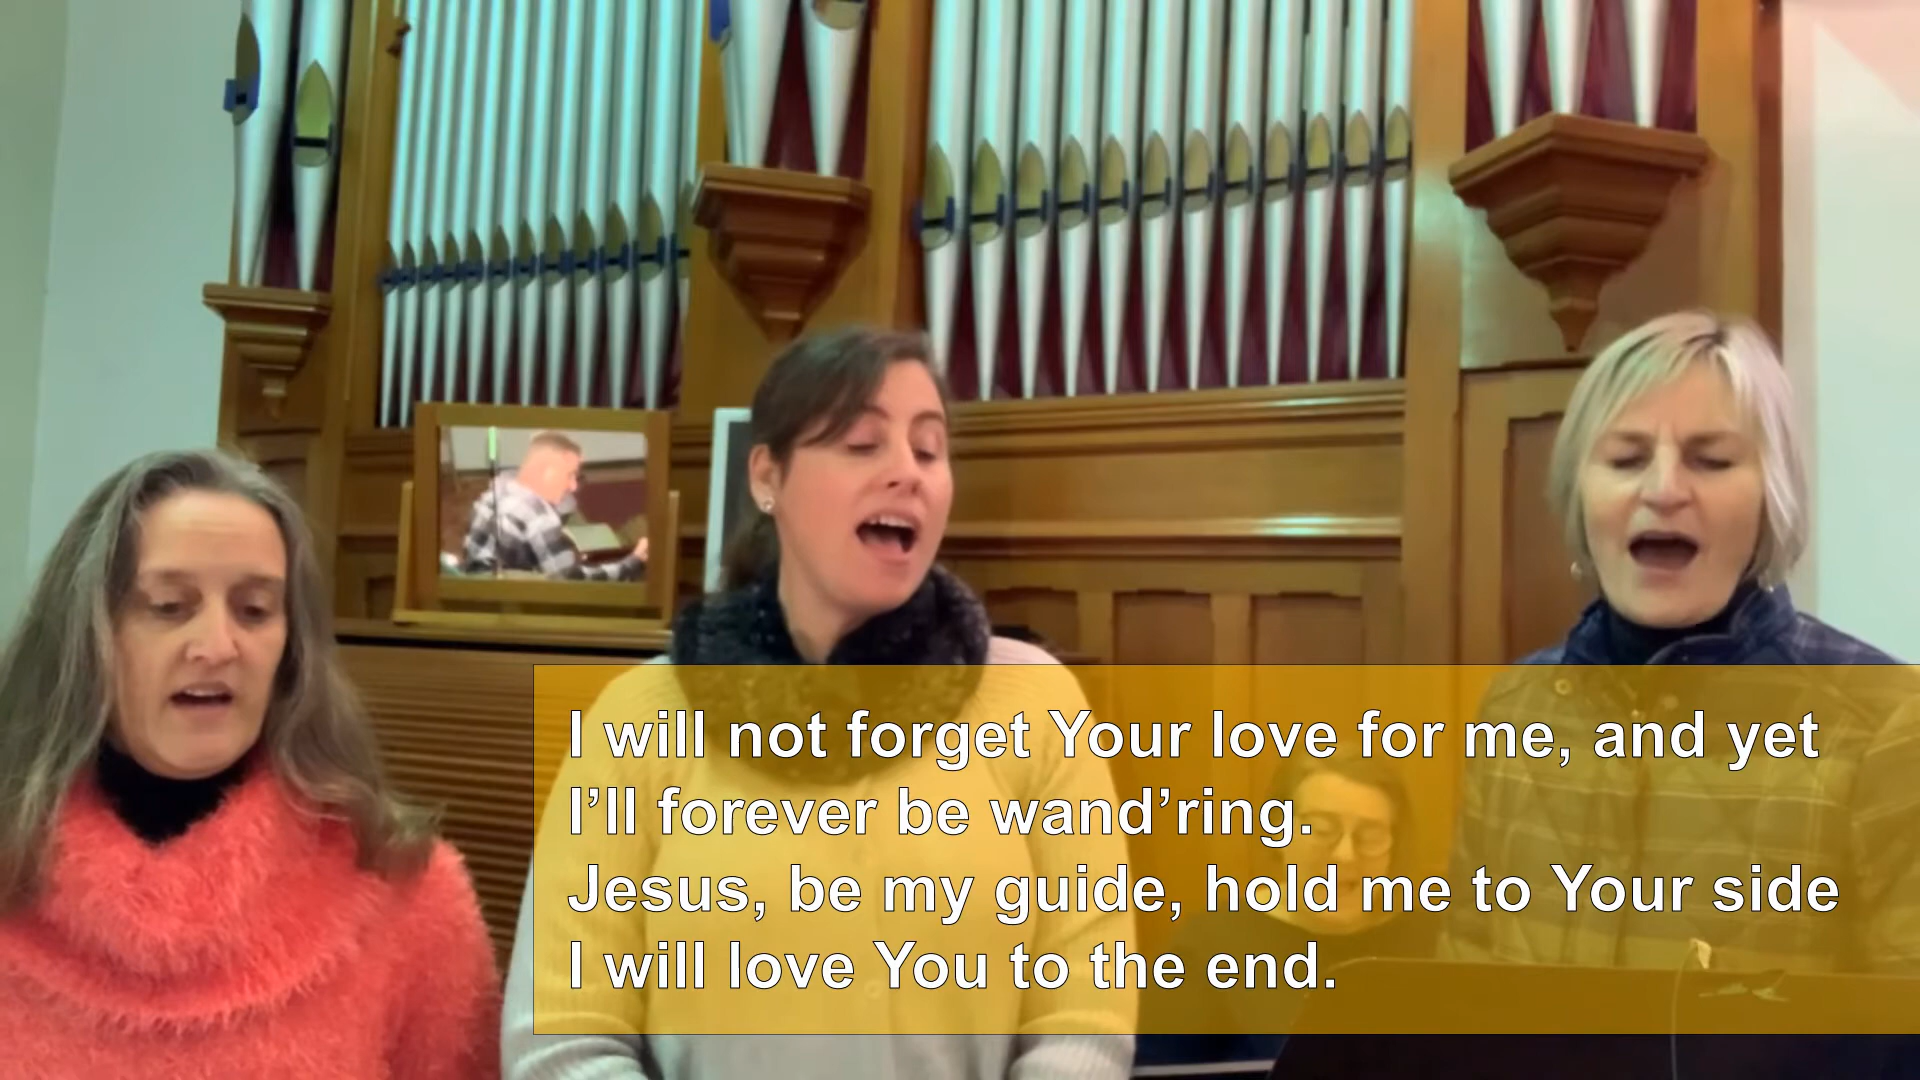 I will not forget Your love for me, and yet
I’ll forever be wand’ring.
Jesus, be my guide, hold me to Your side
I will love You to the end.